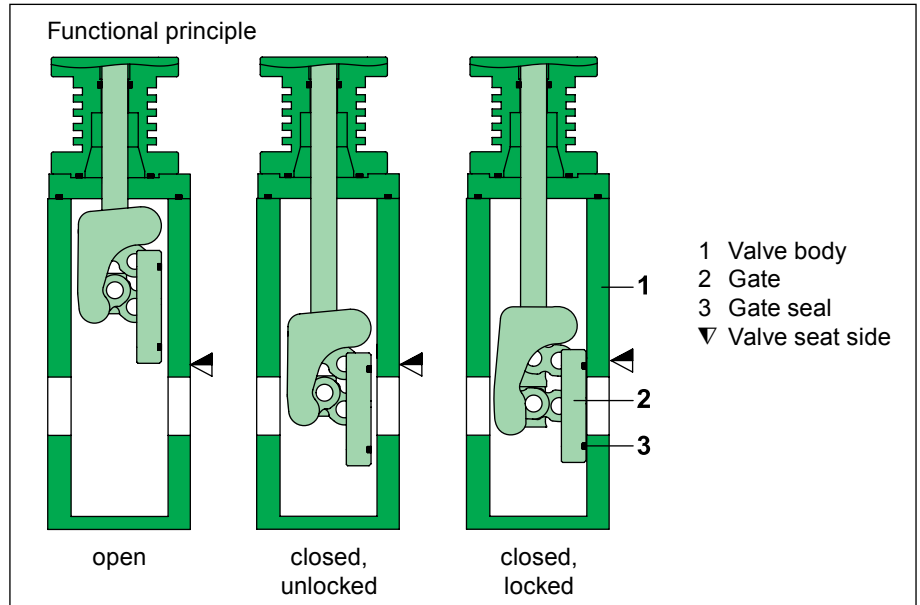 Functional principle
1 Valve body
2 Gate
3 Gate seal
Valve seat side
1
2
3
open
closed,
unlocked
closed,
locked